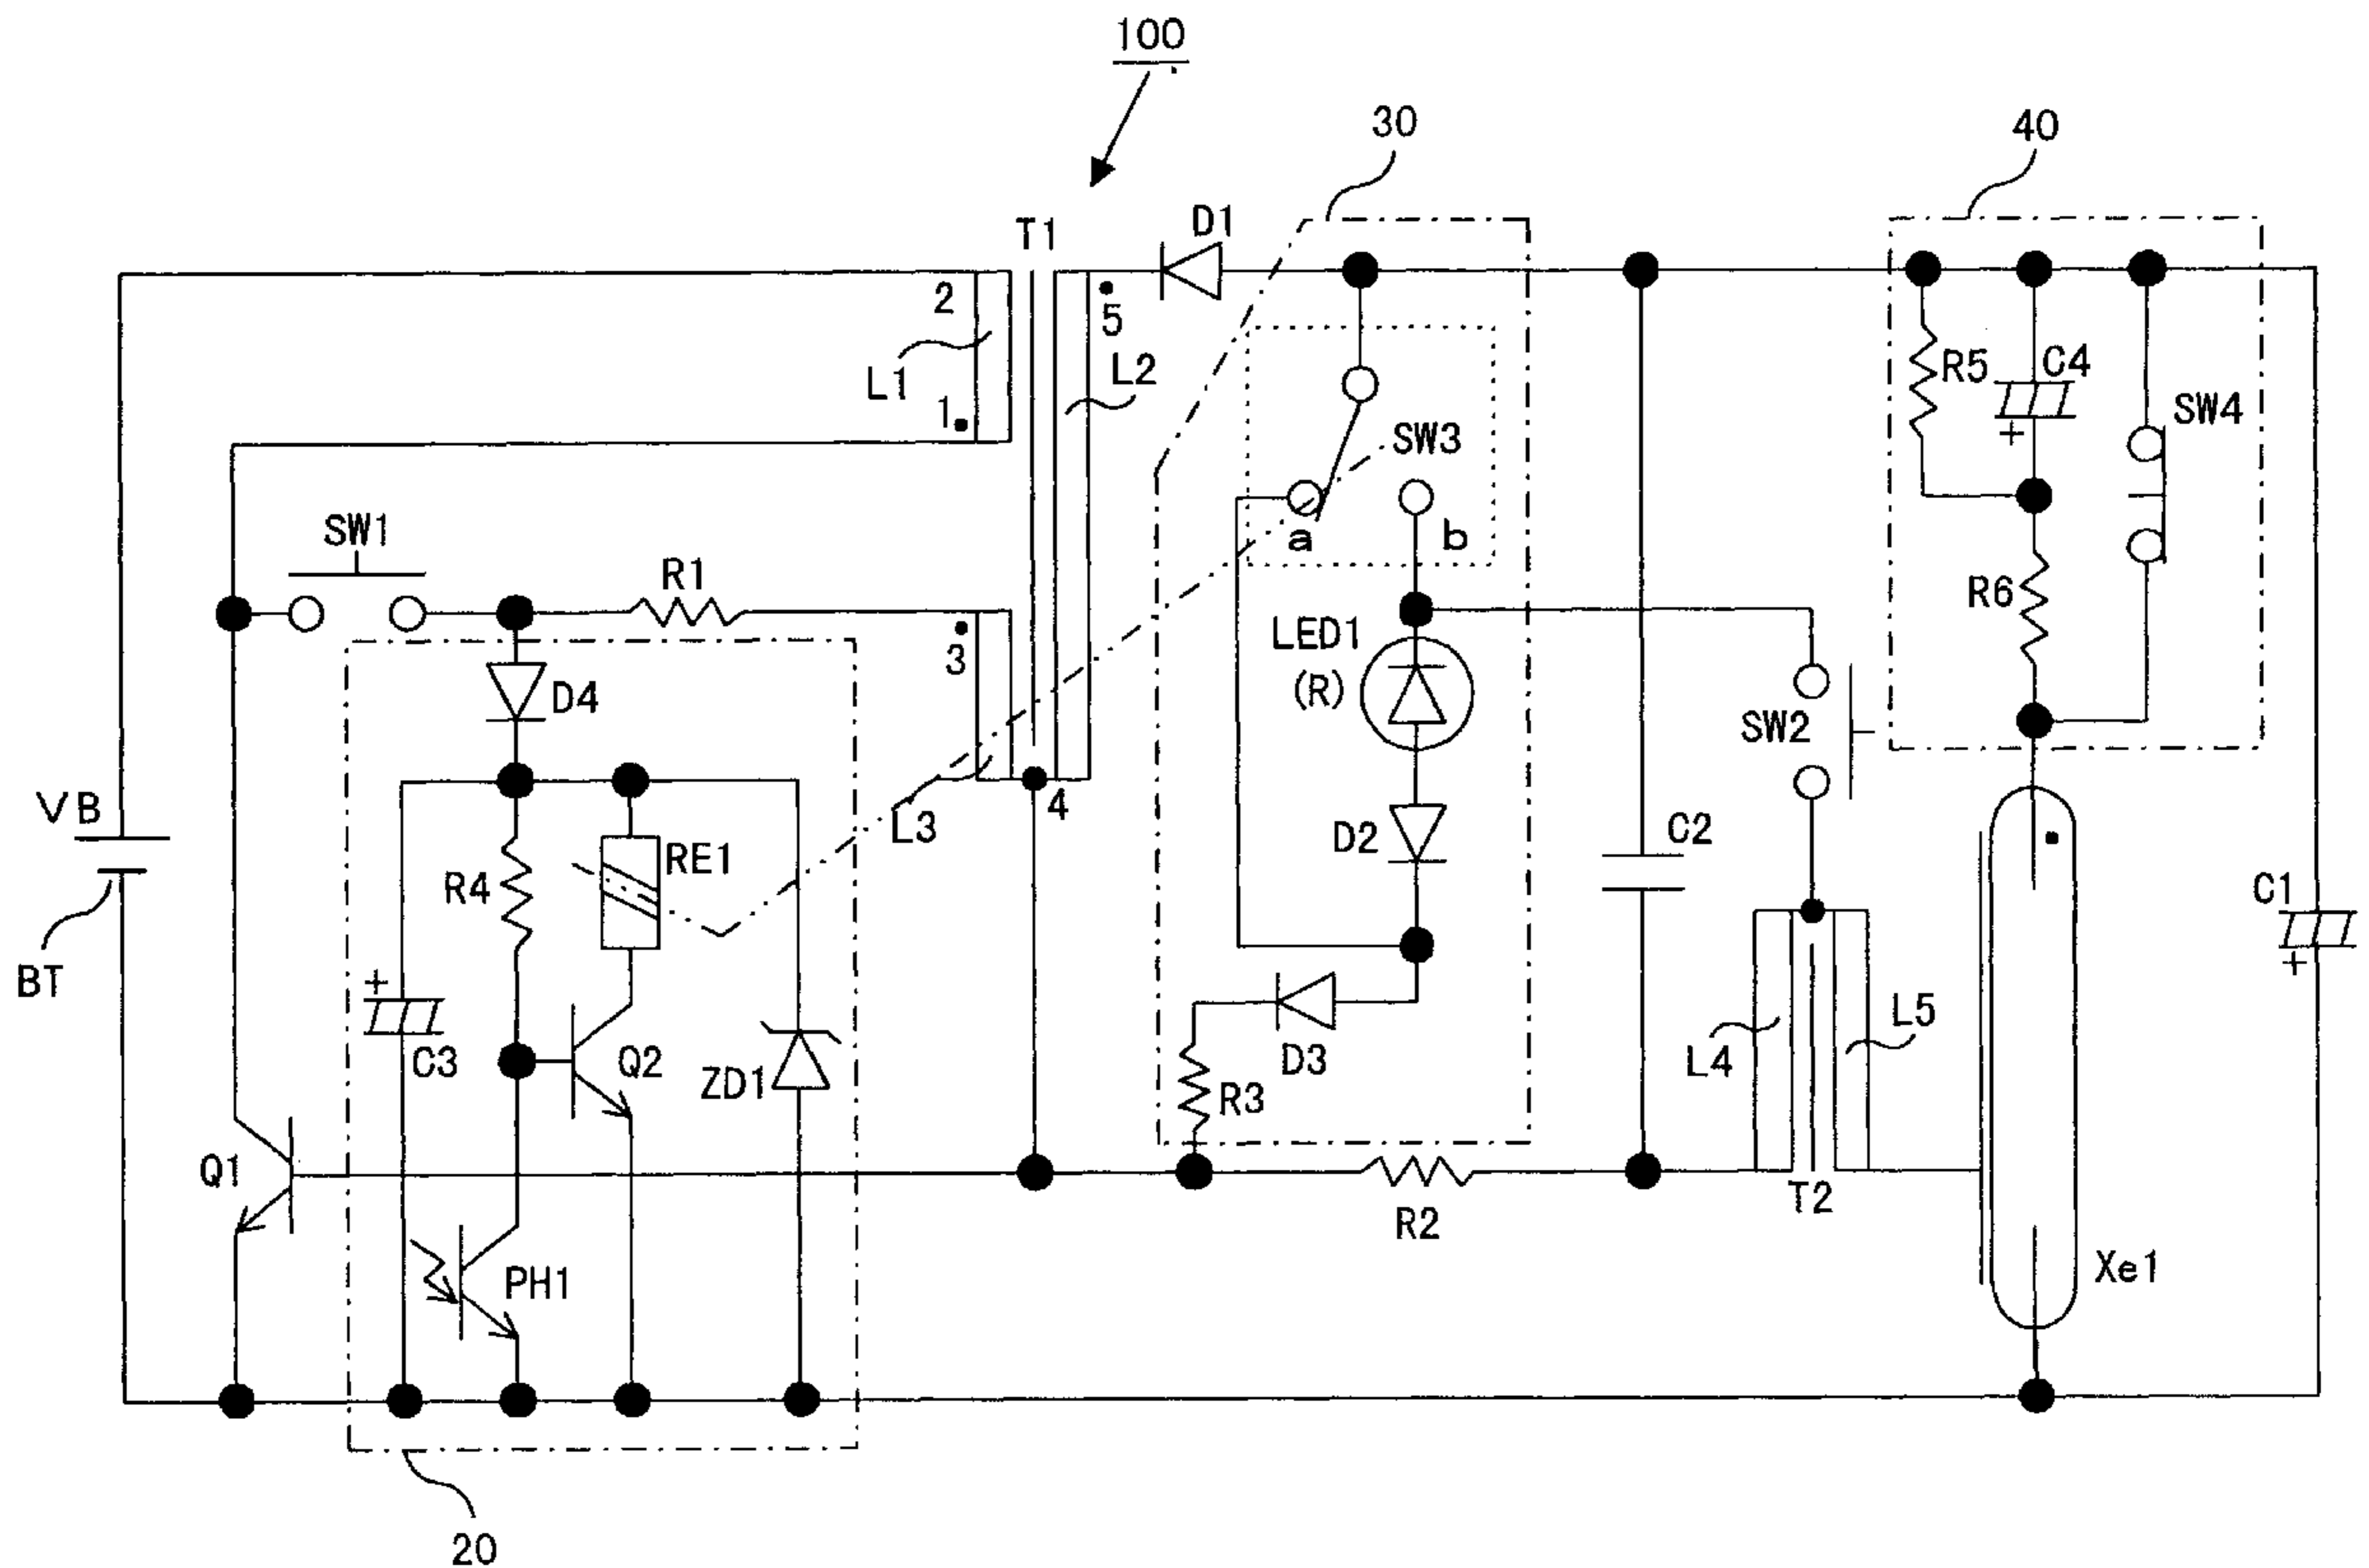 100
30
40
T1
D1
2
5
L1
L2
1
R5
C4
+
SW4
SW3
a
b
SW1
R1
3
R6
LED1
(R)
D4
SW2
VB
4
L3
RE1
R4
D2
C2
C1
+
BT
+
C3
Q2
ZD1
D3
R3
L4
L5
Q1
T2
R2
PH1
Xe1
20